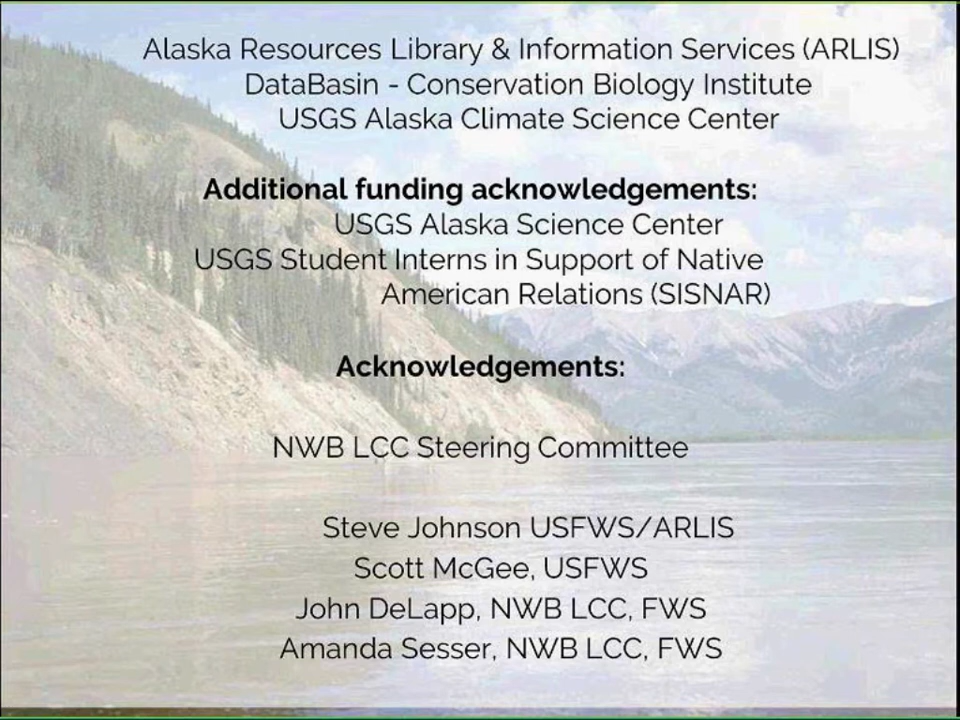 Alaska Resources Library & Information Services (ARLIS)
DataBasin - Conservation Biology Institute
USGS Alaska Climate Science Center
Additional funding acknowledgements:
USGS Alaska Science Center
USGS Student Interns in Support of Native
American Relations (SISNAR)
Acknowledgements:
NWB LCC Steering Committee
Steve Johnson USFWS/ARLIS
Scott McGee, USFWS
John DeLapp, NWB LCC, FWS
Amanda Sesser, NWB LCC, FWS